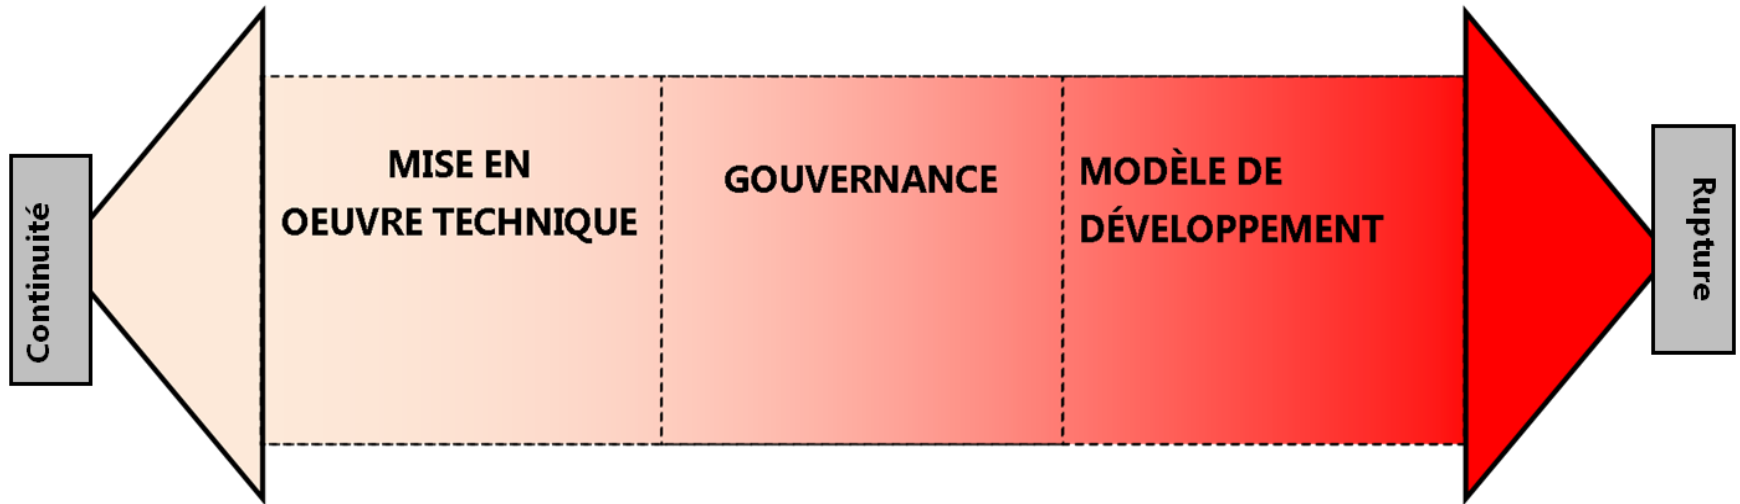 Continuité
MISE EN
OEUVRE TECHNIQUE
GOUVERNANCE
MODÈLE DE
DÉVELOPPEMENT
Rupture